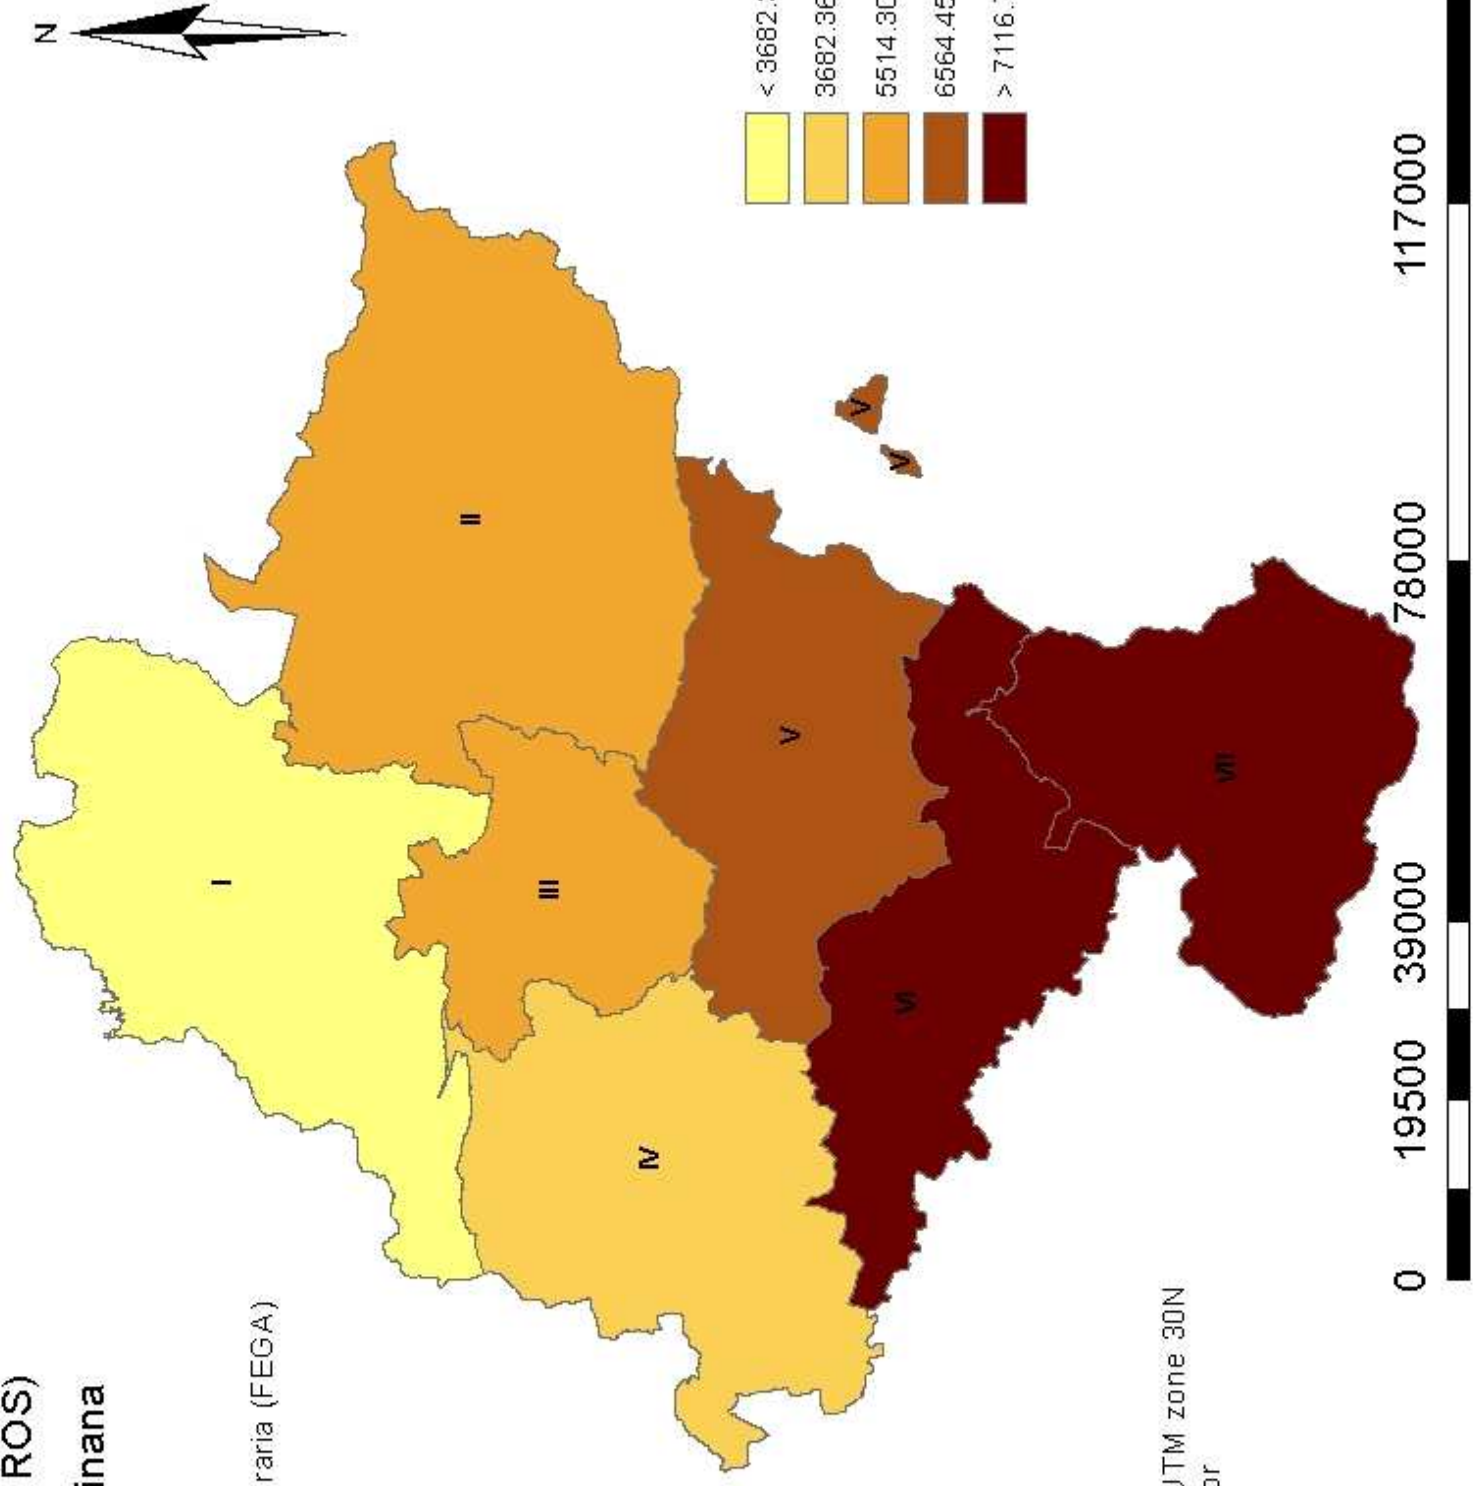 ROS)
inana
N
raria (FEGA)
I
II
III
IV
V
V
V
VI
VII
< 3682.
3682.36
5514.30
6564.45
> 7116.
UTM zone 30N
or
0 19500 39000 78000 117000